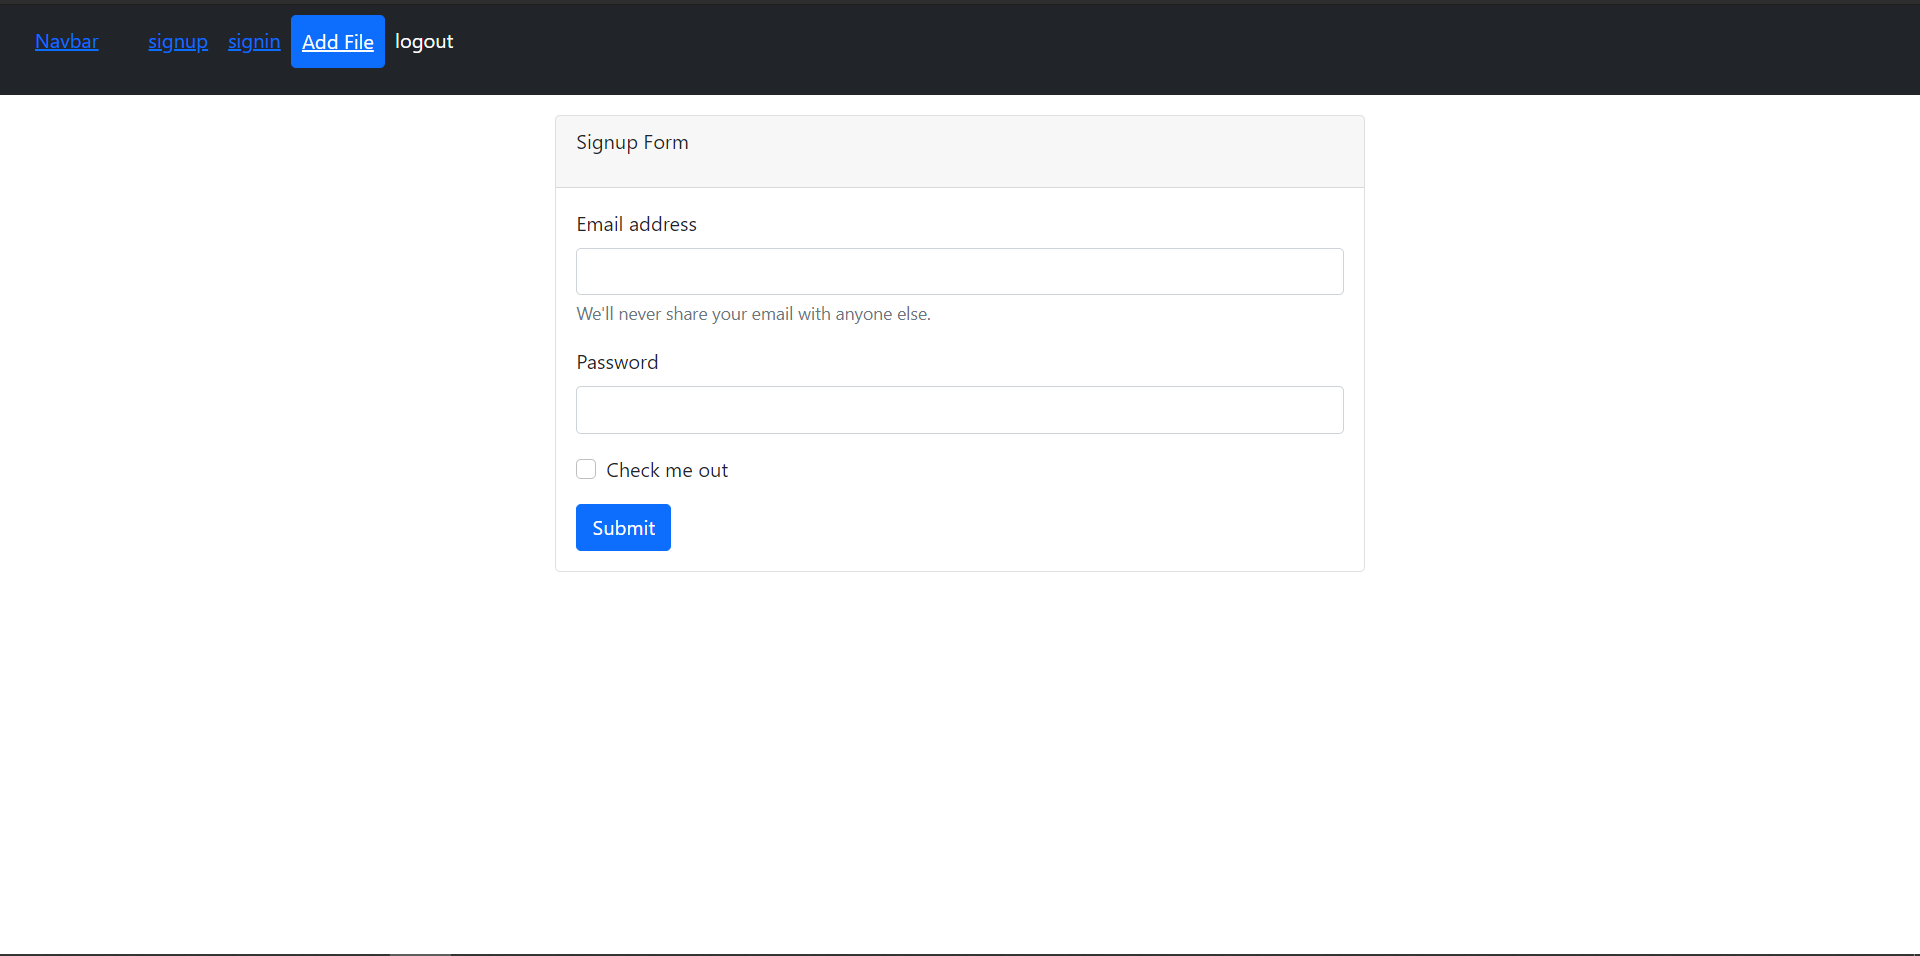 Navbar signup signin Add File logout
Signup Form
Email address
We'll never share your email with anyone else.
Password
Check me out
Submit